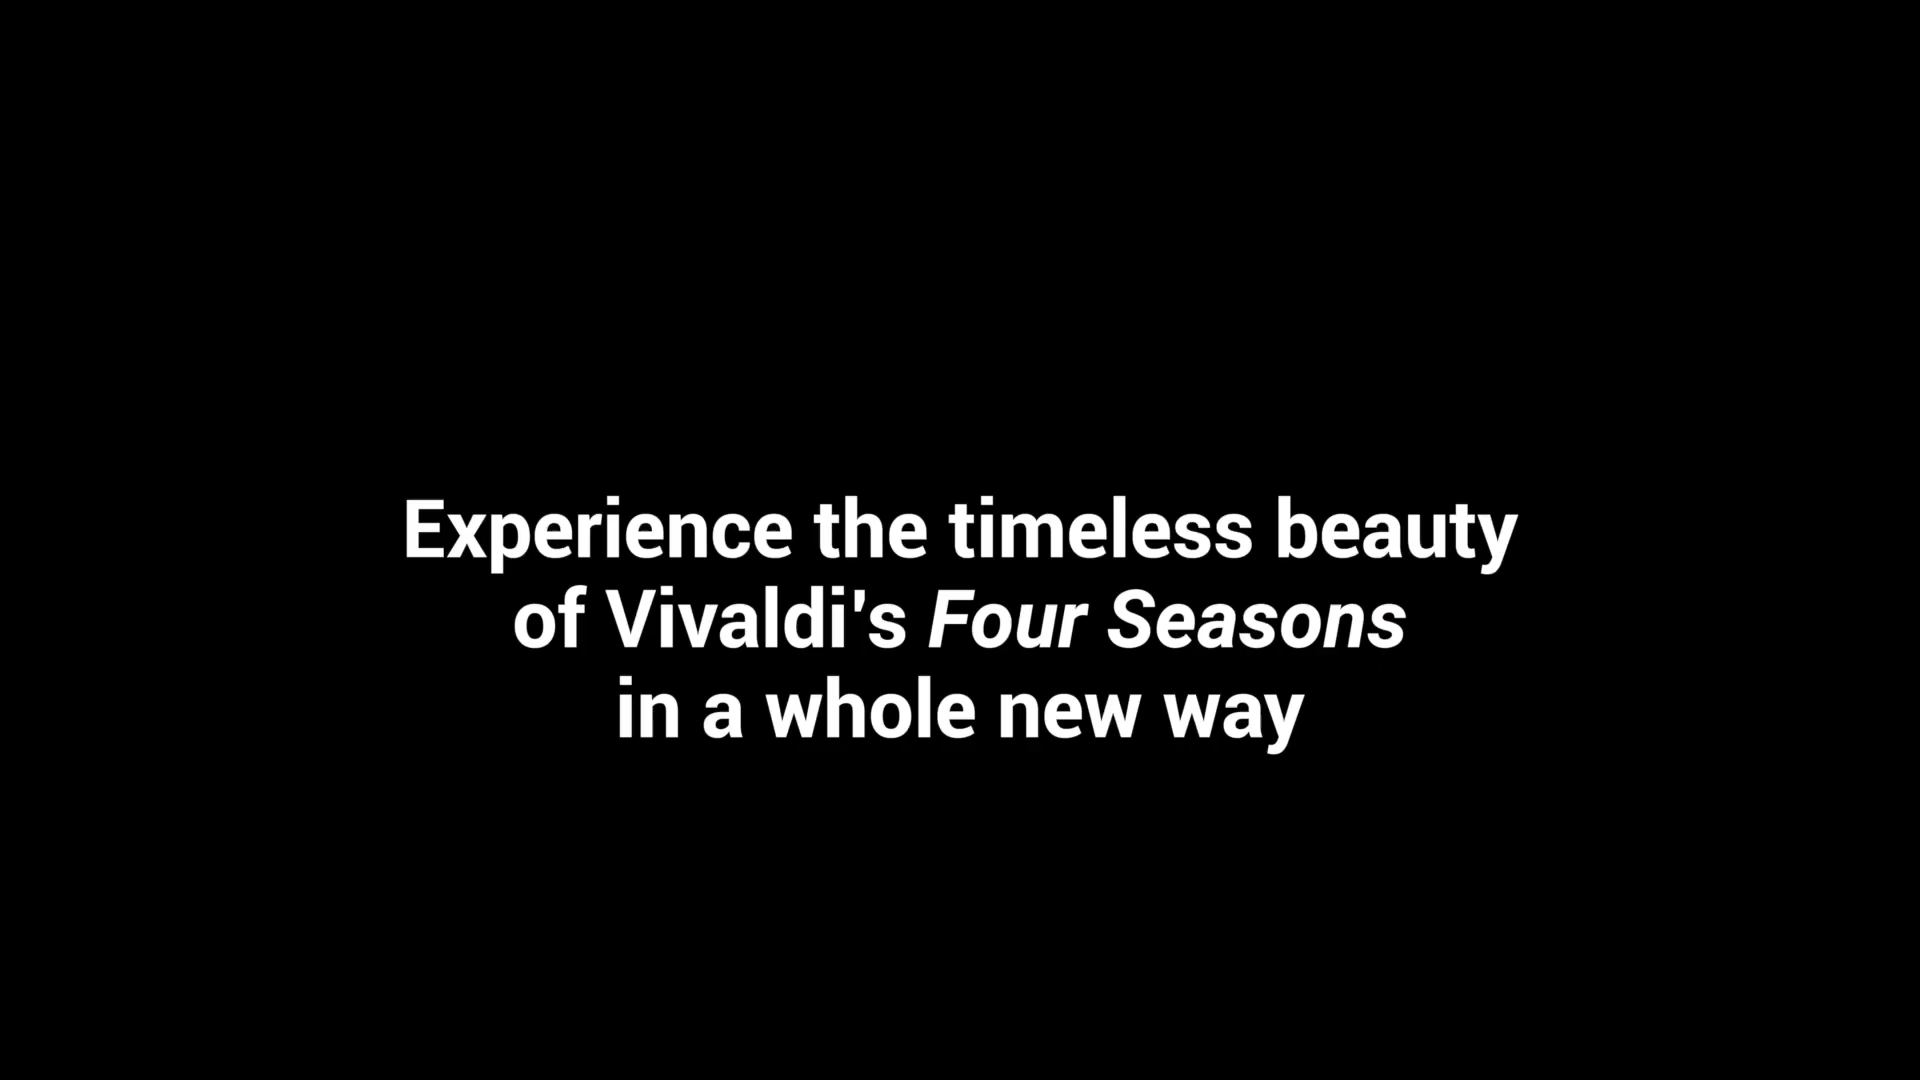 Experience the timeless beauty
of Vivaldi's Four Seasons
in a whole new way